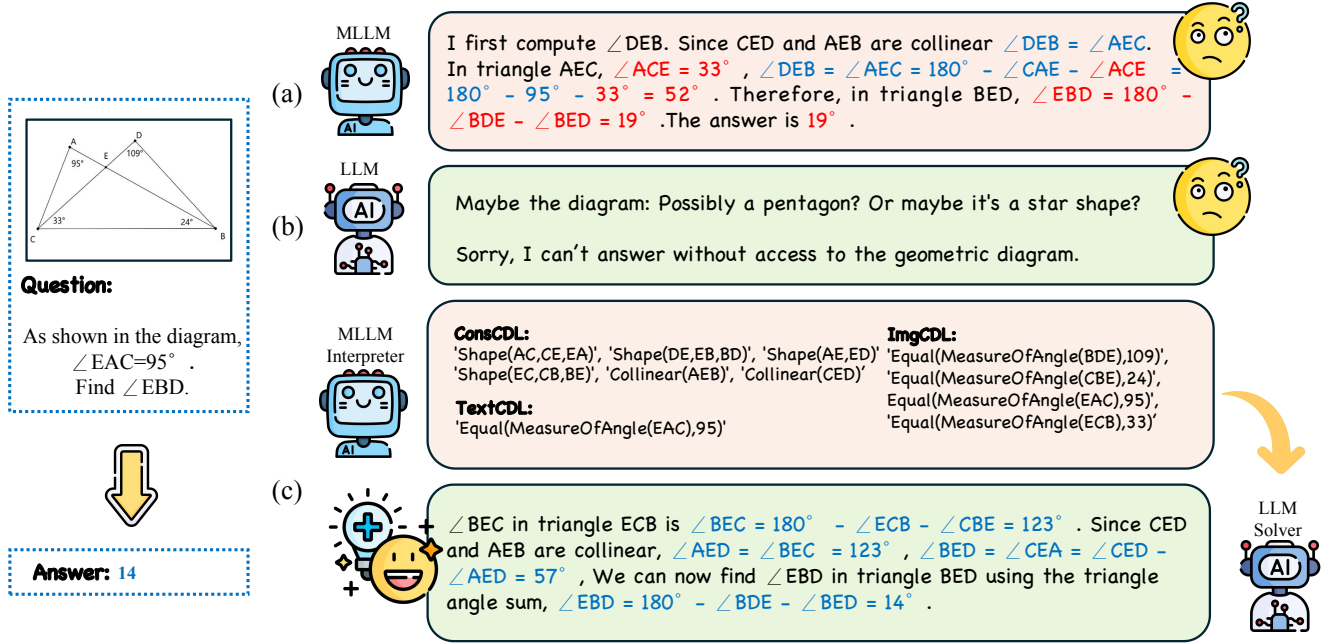 MLLM
(a)
I first compute ∠DEB. Since CED and AEB are collinear ∠DEB = ∠AEC.
In triangle AEC, ∠ACE = 33° , ∠DEB = ∠AEC = 180° - ∠CAE - ∠ACE =
180° - 95° - 33° = 52° . Therefore, in triangle BED, ∠EBD = 180° -
∠BDE - ∠BED = 19° .The answer is 19° .
AI
?
A
D
E
95°
109°
33°
24°
C
B
Question:
As shown in the diagram,
∠EAC=95° .
Find ∠EBD.
Answer: 14
LLM
AI
(b)
Maybe the diagram: Possibly a pentagon? Or maybe it's a star shape?
Sorry, I can't answer without access to the geometric diagram.
?
MLLM
Interpreter
AI
ConsCDL:
'Shape(AC,CE,EA)', 'Shape(DE,EB,BD)', 'Shape(AE,ED)'
'Shape(EC,CB,BE)', 'Collinear(AEB)', 'Collinear(CED)'
TextCDL:
'Equal(MeasureOfAngle(EAC),95)'
ImgCDL:
'Equal(MeasureOfAngle(BDE),109)',
'Equal(MeasureOfAngle(CBE),24)',
Equal(MeasureOfAngle(EAC),95)',
'Equal(MeasureOfAngle(ECB),33)'
(c)
∠BEC in triangle ECB is ∠BEC = 180° - ∠ECB - ∠CBE = 123° . Since CED
and AEB are collinear, ∠AED = ∠BEC = 123° , ∠BED = ∠CEA = ∠CED -
∠AED = 57° , We can now find ∠EBD in triangle BED using the triangle
angle sum, ∠EBD = 180° - ∠BDE - ∠BED = 14° .
LLM
Solver
AI